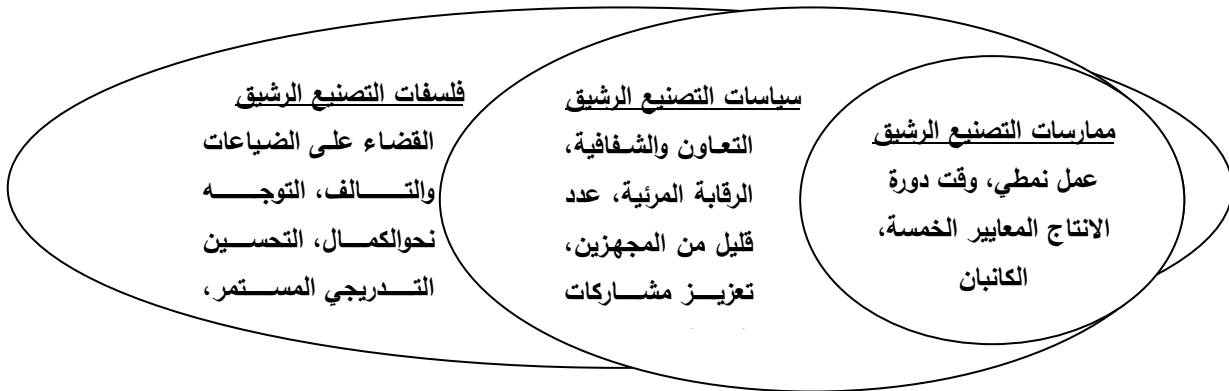 فلسفات التصنيع الرشيق
القضاء على الضياعات
والتالف، التوجه
نحوالكمال، التحسين
التدريجي المستمر،
سياسات التصنيع الرشيق
التعاون والشفافية،
الرقابة المرئية، عدد
قليل من المجهزين،
تعزيز مشاركات
ممارسات التصنيع الرشيق
عمل نمطي، وقت دورة
الانتاج المعايير الخمسة،
الكانبان